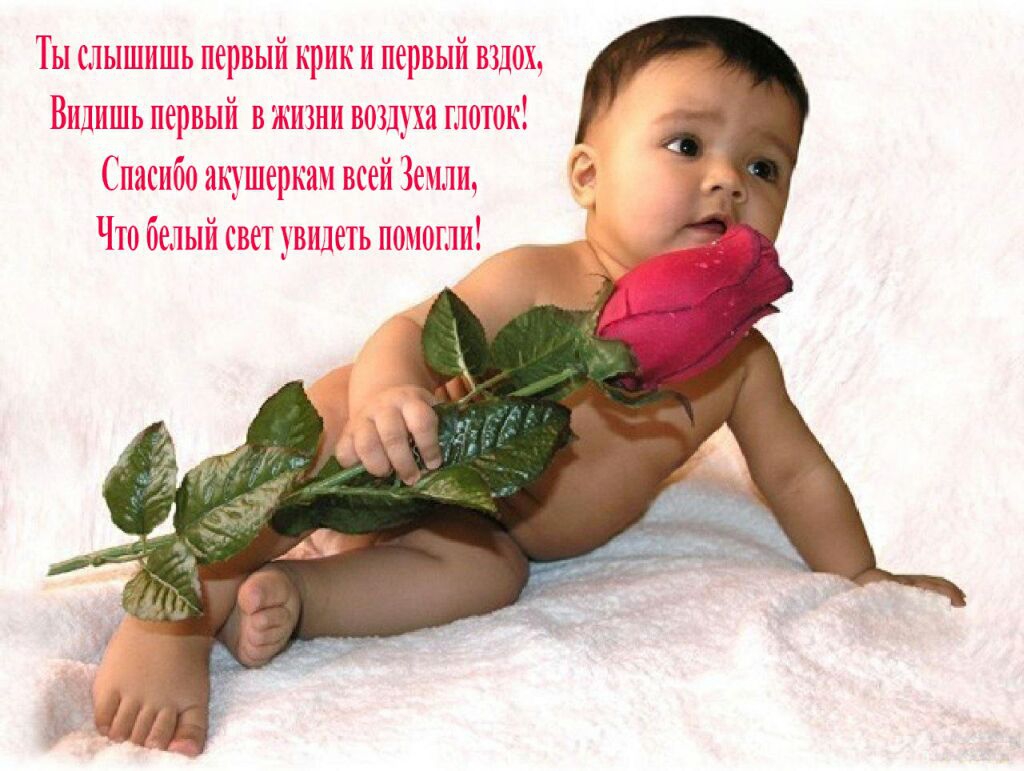 Ты слышишь первый крик и первый вздох,
Видишь первый в жизни воздуха глоток!
Спасибо акушеркам всей Земли,
Что белый свет увидеть помогли!